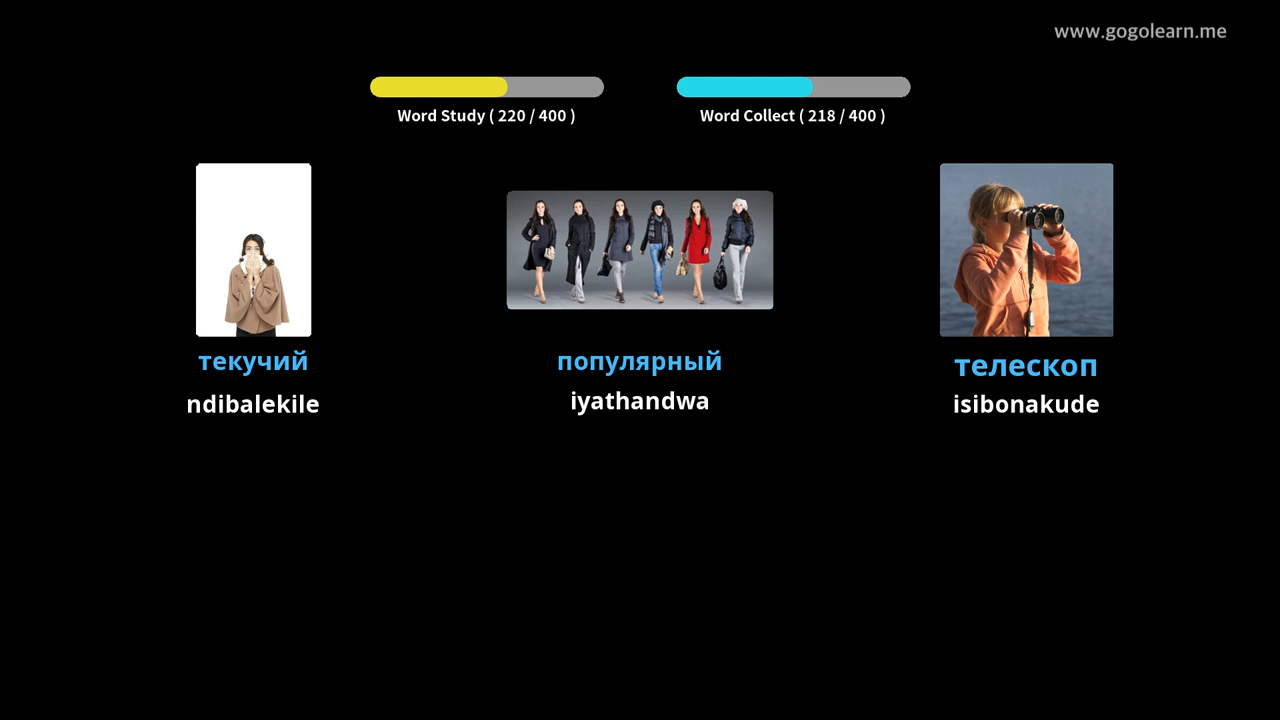 www.gogolearn.me
Word Study ( 220 / 400 )
Word Collect ( 218 / 400 )
текучий
популярный
телескоп
ndibalekile
iyathandwa
isibonakude